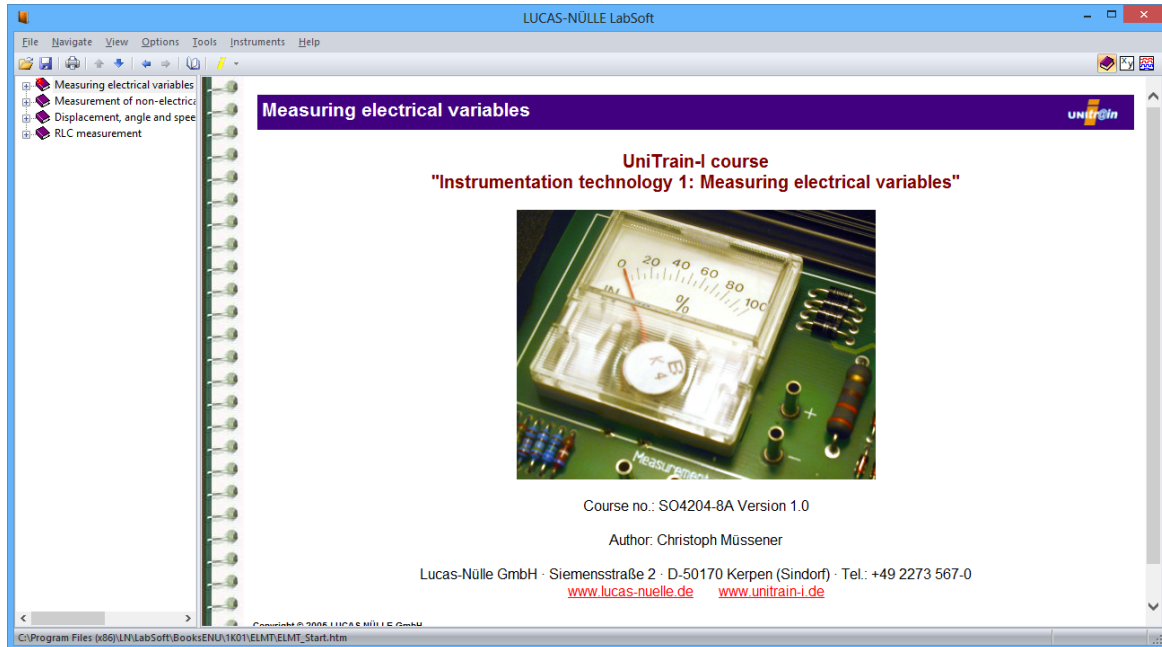 LUCAS-NÜLLE LabSoft
File Navigate View Options Tools Instruments Help
Measuring electrical variables
Measurement of non-electrica
Displacement, angle and spee
RLC measurement
Measuring electrical variables
UNITr@in
UniTrain-I course
"Instrumentation technology 1: Measuring electrical variables"
0 20 40 60 80 100
%
+
Measurement
Course no.: SO4204-8A Version 1.0
Author: Christoph Müssener
Lucas-Nülle GmbH · Siemensstraße 2 · D-50170 Kerpen (Sindorf) · Tel.: +49 2273 567-0
www.lucas-nuelle.de www.unitrain-i.de
C:\Program Files (x86)\LN\LabSoft\BooksENU\1K01\ELMT\ELMT_Start.htm